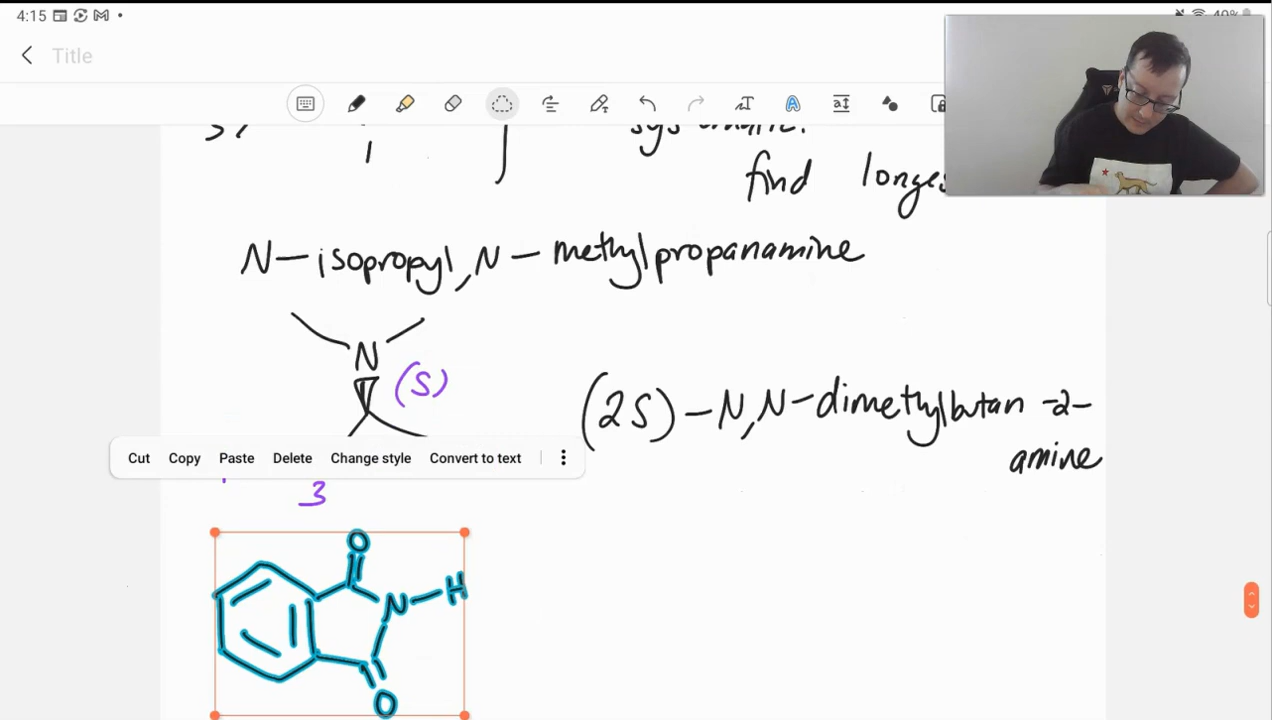 4:15
Title
find
N-isopropyl, N-methylpropanamine
N
(S)
(2S)-N,N-dimethylbutan-2-
amine
Cut Copy Paste Delete Change style Convert to text
3
O
N-H
O